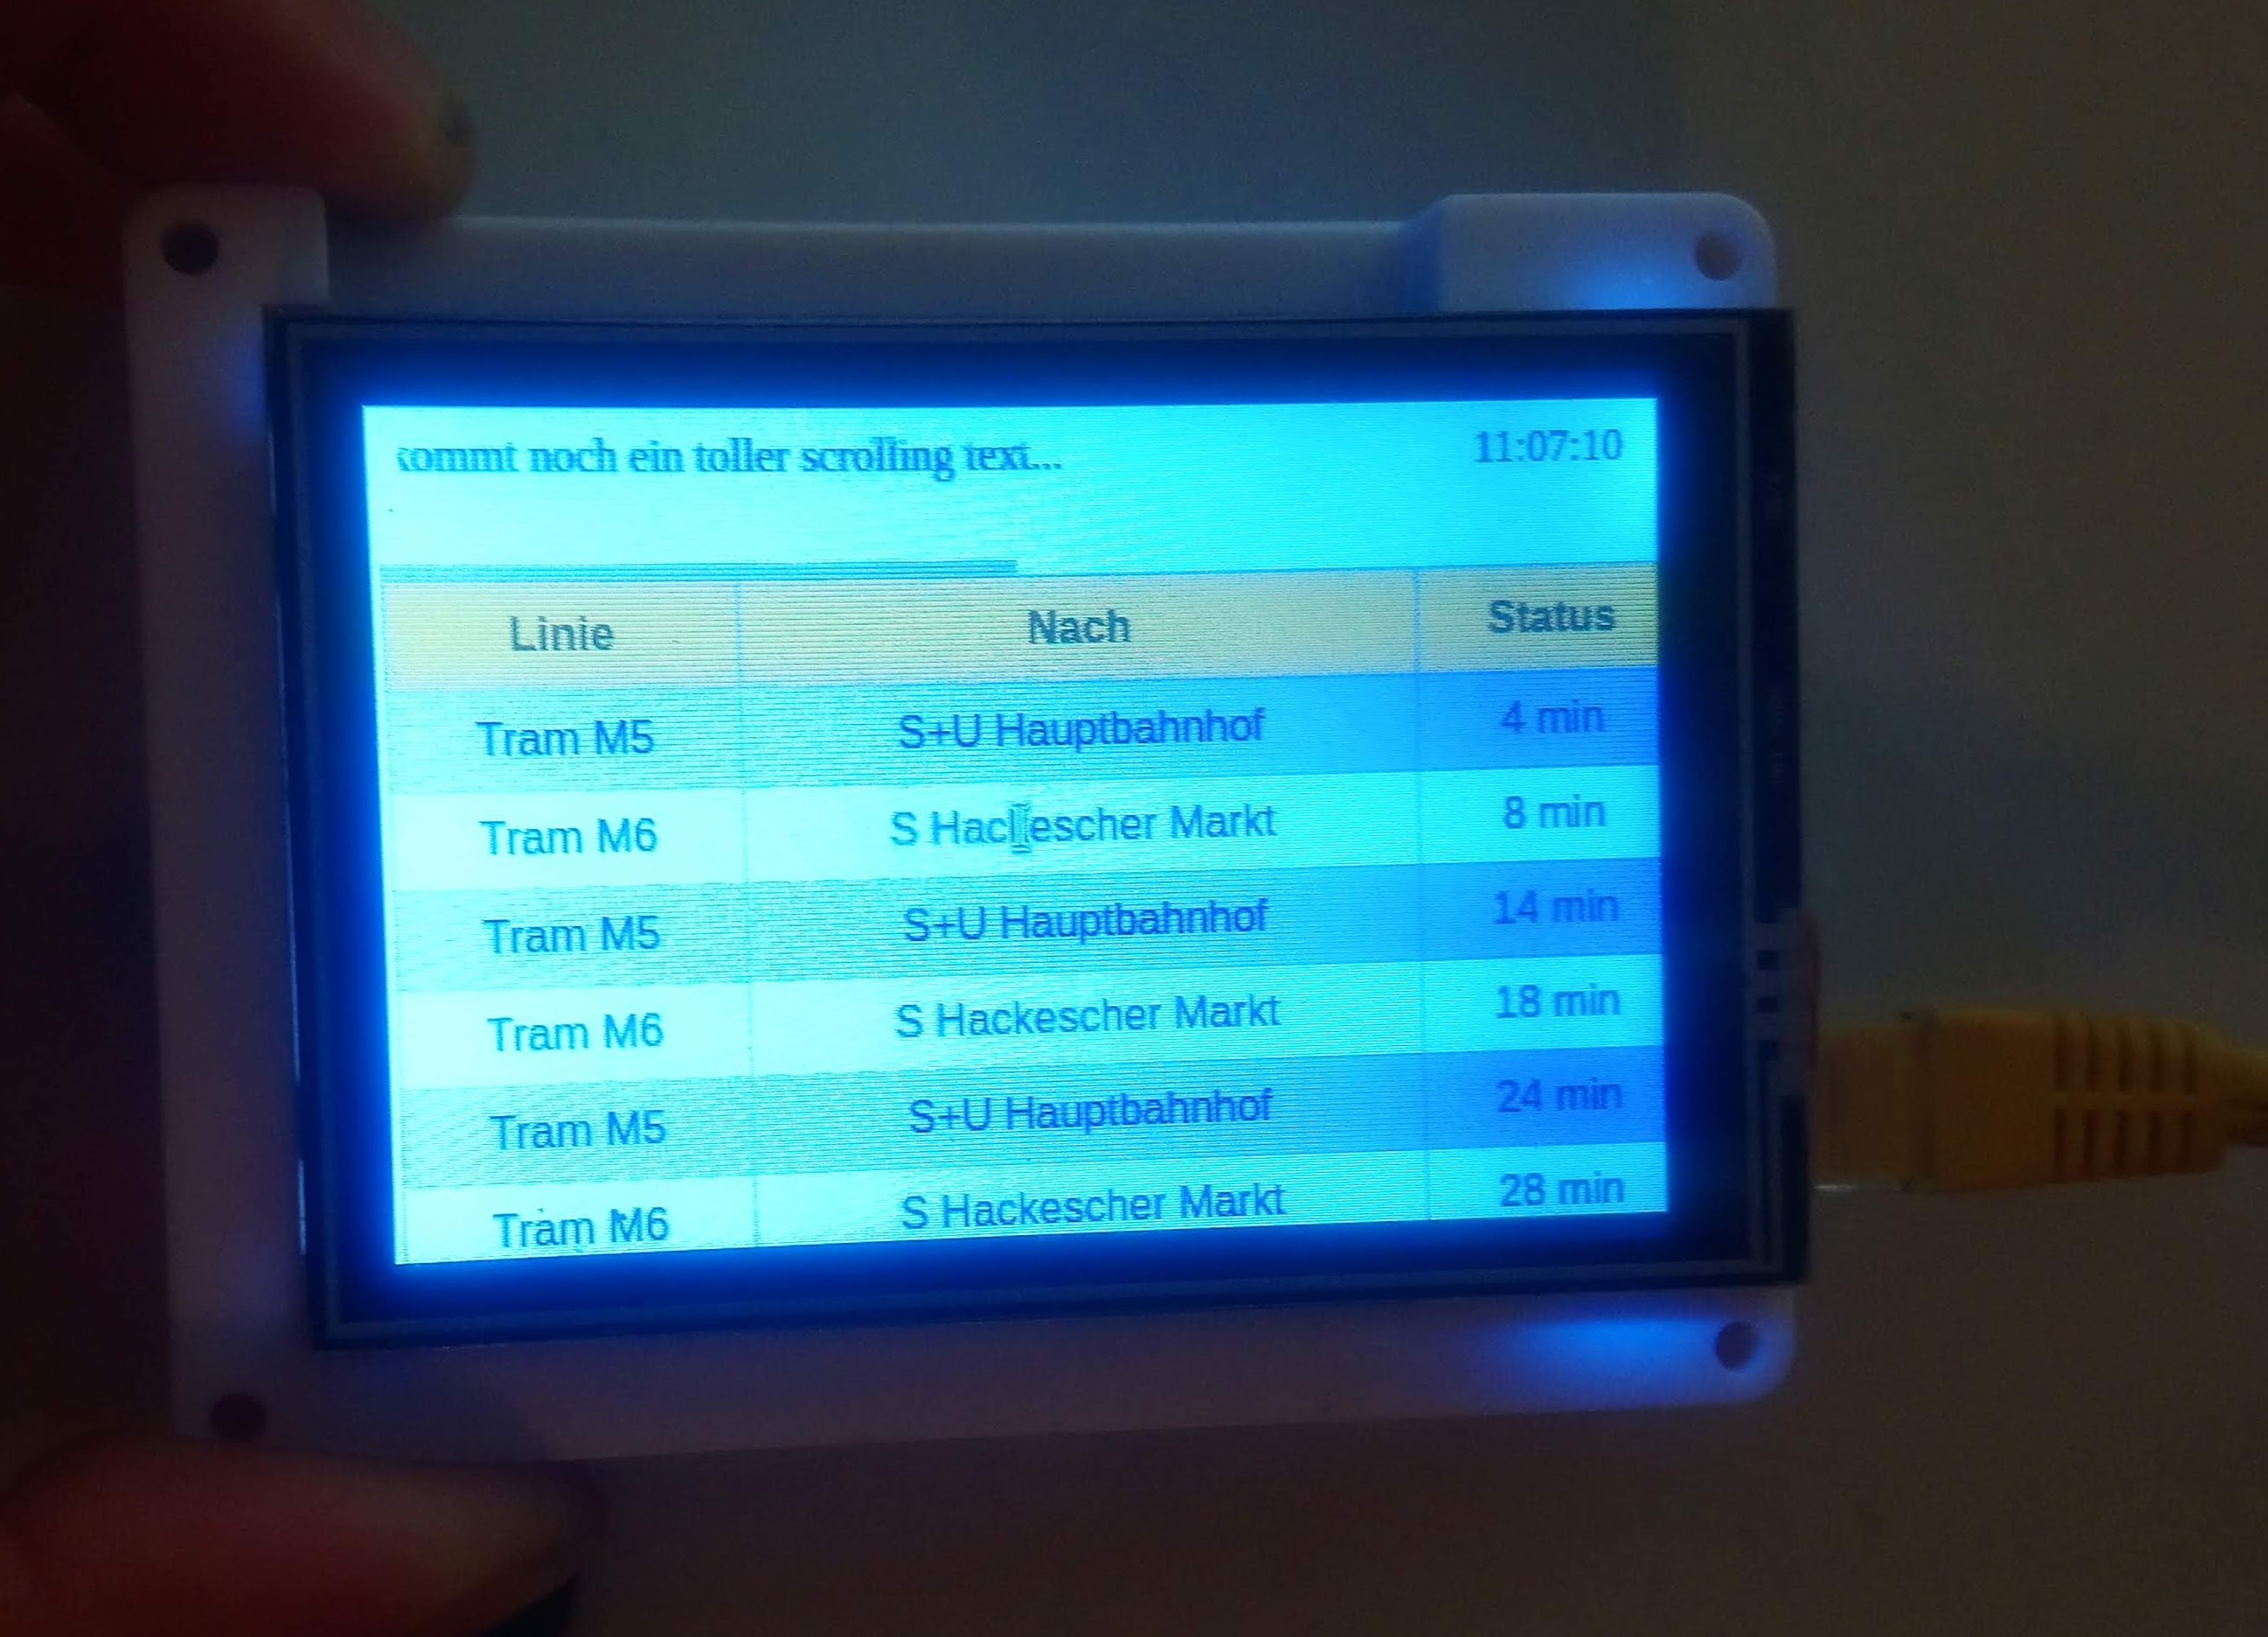 kommt noch ein toller scrolling text... 11:07:10
Linie Nach Status
Tram M5 S+U Hauptbahnhof 4 min
Tram M6 S Hackescher Markt 8 min
Tram M5 S+U Hauptbahnhof 14 min
Tram M6 S Hackescher Markt 18 min
Tram M5 S+U Hauptbahnhof 24 min
Tram M6 S Hackescher Markt 28 min